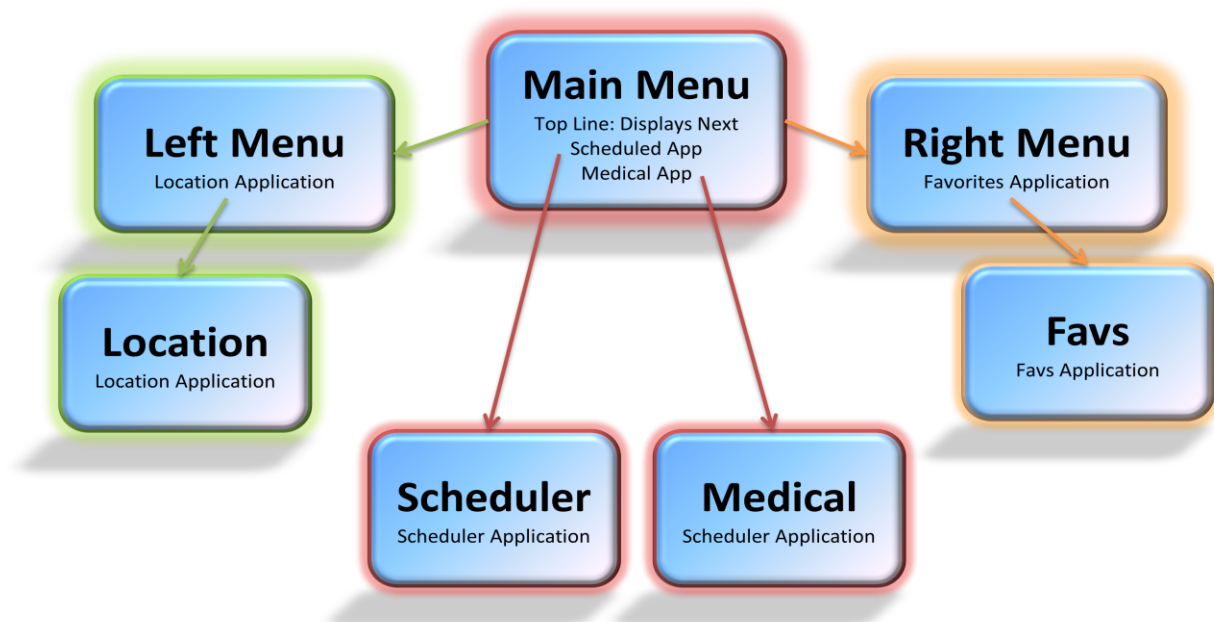 Main Menu
Top Line: Displays Next
Scheduled App
Medical App
Left Menu
Location Application
Right Menu
Favorites Application
Location
Location Application
Favs
Favs Application
Scheduler
Scheduler Application
Medical
Scheduler Application